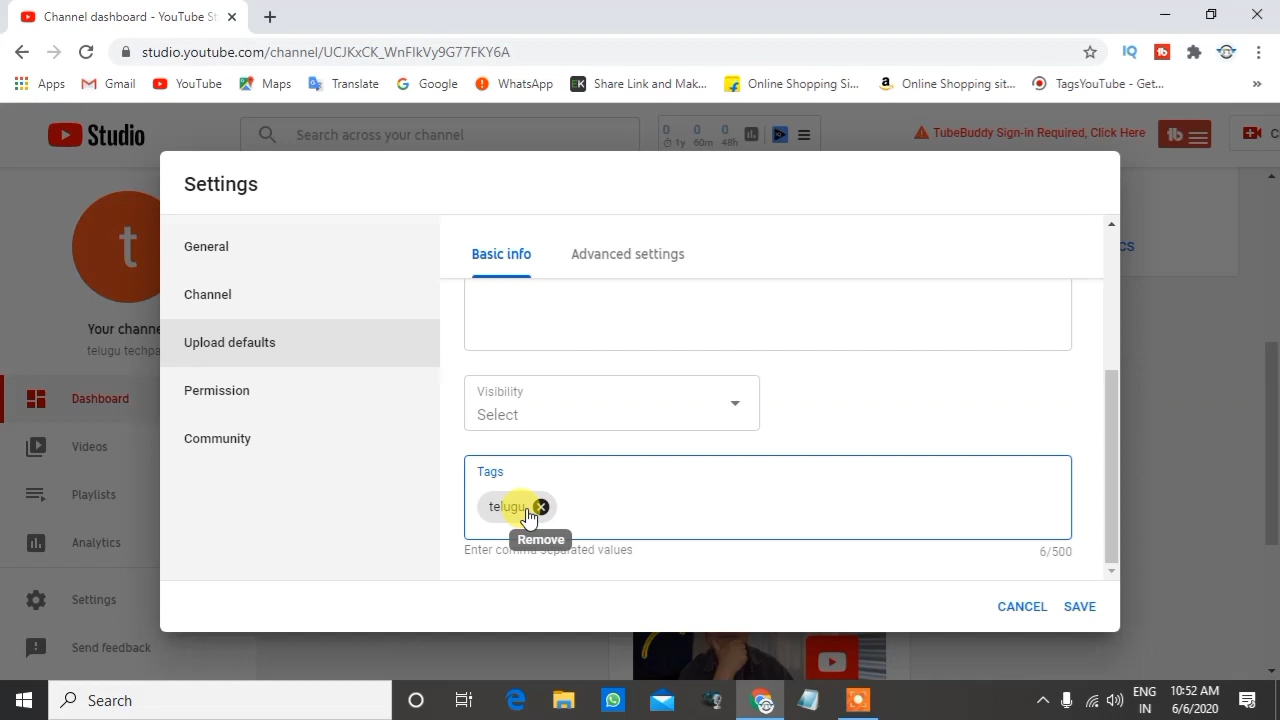 Channel dashboard - YouTube St
studio.youtube.com/channel/UCJKxCK_WnFIkVy9G77FKY6A
Apps Gmail YouTube Maps Translate Google WhatsApp Share Link and Mak... Online Shopping Si... Online Shopping sit... TagsYouTube - Get...
Studio
Search across your channel
0 0 0
1y 60m 48h
TubeBuddy Sign-in Required, Click Here
C
Settings
General
Channel
Upload defaults
Permission
Community
Basic info Advanced settings
Visibility
Select
Tags
telugu
Remove
Enter comma separated values
6/500
CANCEL SAVE
t
Your channe
telugu techpa
Dashboard
Videos
Playlists
Analytics
Settings
Send feedback
cs
Search
ENG
IN
10:52 AM
6/6/2020